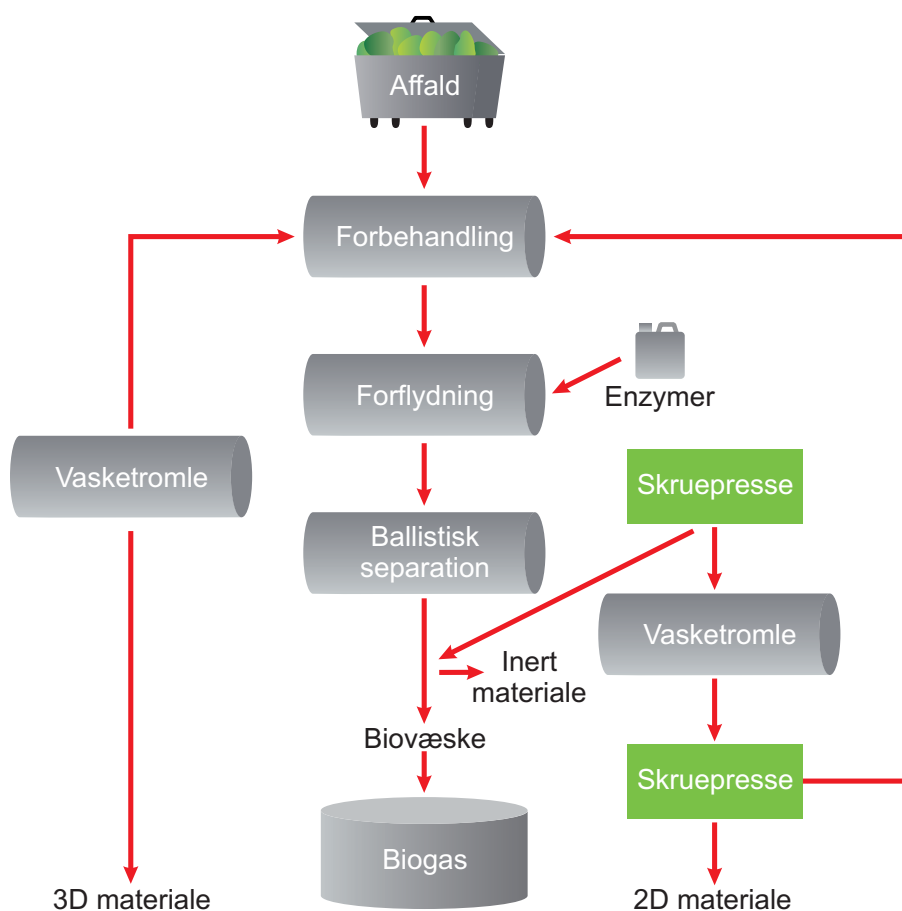 Affald
Forbehandling
Forflydning
Enzymer
Vasketromle
Skruepresse
Ballistisk
separation
Vasketromle
Inert
materiale
Biovæske
Skruepresse
Biogas
3D materiale
2D materiale